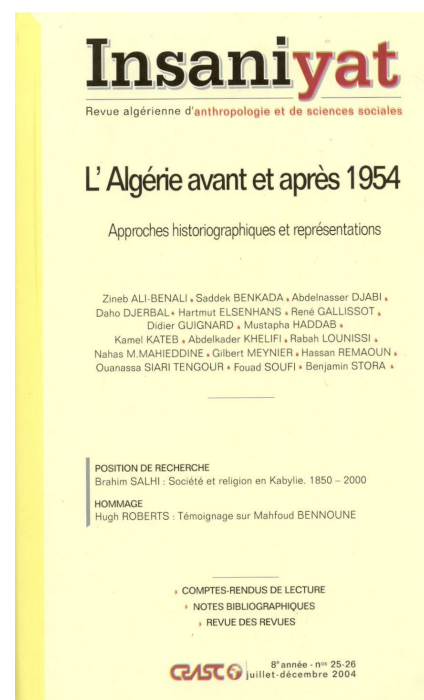 Insaniyat
Revue algérienne d'anthropologie et de sciences sociales
L' Algérie avant et après 1954
Approches historiographiques et représentations
Zineb ALI-BENALI • Saddek BENKADA • Abdelnasser DJABI •
Daho DJERBAL • Hartmut ELSENHANS • René GALLISSOT •
Didier GUIGNARD • Mustapha HADDAB •
Kamel KATEB • Abdelkader KHELIFI • Rabah LOUNISSI •
Nahas M.MAHIEDDINE • Gilbert MEYNIER • Hassan REMAOUN •
Ouanassa SIARI TENGOUR • Fouad SOUFI • Benjamin STORA •
POSITION DE RECHERCHE
Brahim SALHI : Société et religion en Kabylie. 1850 – 2000
HOMMAGE
Hugh ROBERTS : Témoignage sur Mahfoud BENNOUNE
COMPTES-RENDUS DE LECTURE
NOTES BIBLIOGRAPHIQUES
REVUE DES REVUES
CRASC
8e année - nos 25-26
juillet-décembre 2004